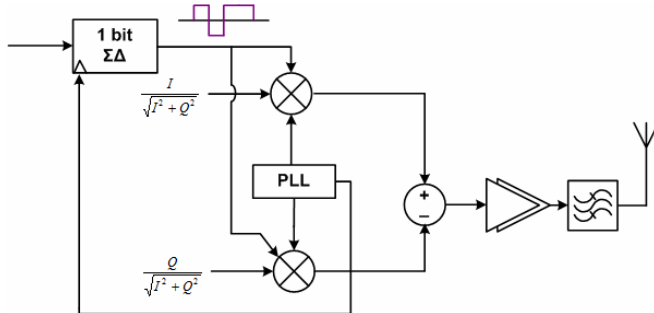 1 bit
ΣΔ
I
√I² + Q²
PLL
+
−
Q
√I² + Q²